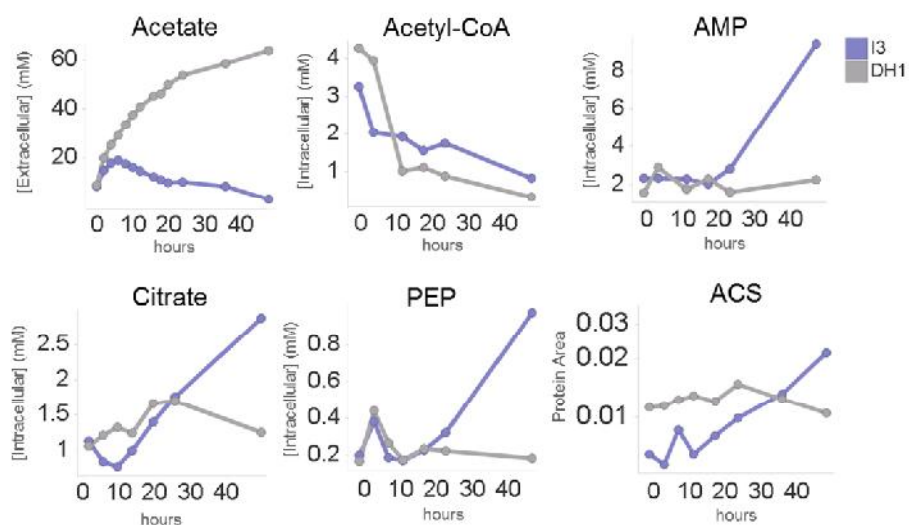 Acetate
Acetyl-CoA
AMP
I3
DH1
[Extracellular] (mM)
60
40
20
0 10 20 30 40
hours
[Intracellular] (mM)
4
3
2
1
0 10 20 30 40
hours
[Intracellular] (mM)
8
6
4
2
0 10 20 30 40
hours
Citrate
PEP
ACS
[Intracellular] (mM)
2.5
2
1.5
1
0 10 20 30 40
hours
[Intracellular] (mM)
0.8
0.6
0.4
0.2
0 10 20 30 40
hours
Protein Area
0.03
0.02
0.01
0 10 20 30 40
hours